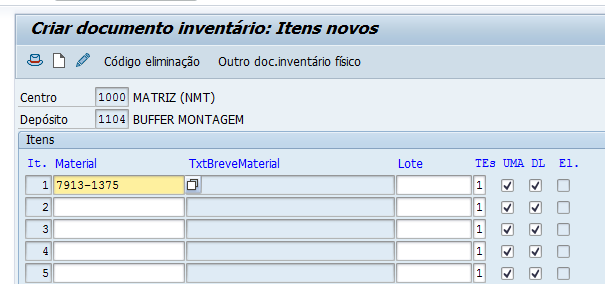 Criar documento inventário: Itens novos
Código eliminação Outro doc.inventário físico
Centro 1000 MATRIZ (NMT)
Depósito 1104 BUFFER MONTAGEM
Itens
It. Material TxtBreveMaterial Lote TEs UMA DL El.
1 7913-1375 1
2 1
3 1
4 1
5 1